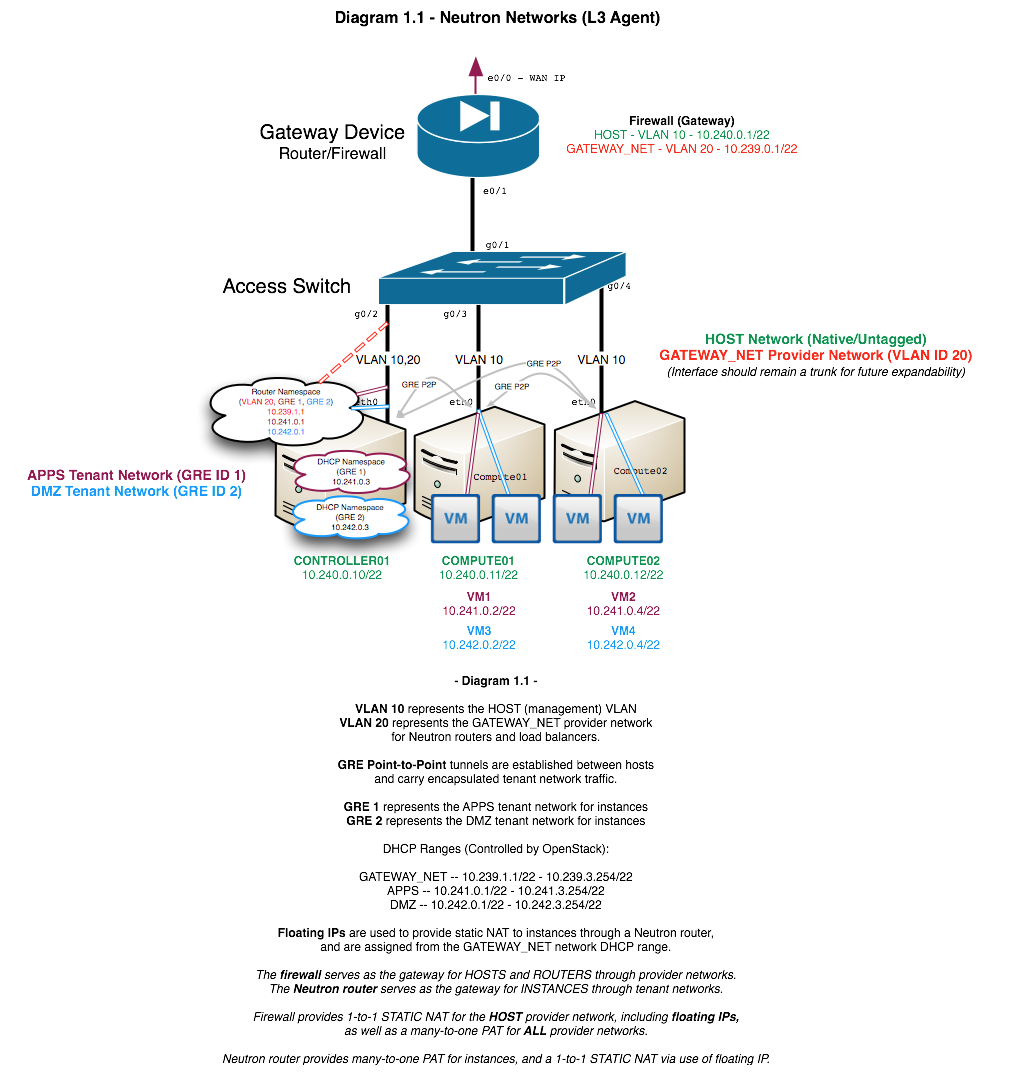 Diagram 1.1 - Neutron Networks (L3 Agent)
e0/0 - WAN IP
Gateway Device
Router/Firewall
Firewall (Gateway)
HOST - VLAN 10 - 10.240.0.1/22
GATEWAY_NET - VLAN 20 - 10.239.0.1/22
e0/1
g0/1
Access Switch
g0/4
g0/2
g0/3
HOST Network (Native/Untagged)
GATEWAY_NET Provider Network (VLAN ID 20)
(Interface should remain a trunk for future expandability)
VLAN 10,20
VLAN 10
VLAN 10
GRE P2P
GRE P2P
GRE P2P
eth0
eth0
eth0
Router Namespace
(VLAN 20, GRE 1, GRE 2)
10.239.1.1
10.241.0.1
10.242.0.1
APPS Tenant Network (GRE ID 1)
DMZ Tenant Network (GRE ID 2)
DHCP Namespace
(GRE 1)
10.241.0.3
DHCP Namespace
(GRE 2)
10.242.0.3
Compute01
Compute02
VM
VM
VM
VM
CONTROLLER01
10.240.0.10/22
COMPUTE01
10.240.0.11/22
COMPUTE02
10.240.0.12/22
VM1
10.241.0.2/22
VM2
10.241.0.4/22
VM3
10.242.0.2/22
VM4
10.242.0.4/22
- Diagram 1.1 -
VLAN 10 represents the HOST (management) VLAN
VLAN 20 represents the GATEWAY_NET provider network
for Neutron routers and load balancers.
GRE Point-to-Point tunnels are established between hosts
and carry encapsulated tenant network traffic.
GRE 1 represents the APPS tenant network for instances
GRE 2 represents the DMZ tenant network for instances
DHCP Ranges (Controlled by OpenStack):
GATEWAY_NET -- 10.239.1.1/22 - 10.239.3.254/22
APPS -- 10.241.0.1/22 - 10.241.3.254/22
DMZ -- 10.242.0.1/22 - 10.242.3.254/22
Floating IPs are used to provide static NAT to instances through a Neutron router,
and are assigned from the GATEWAY_NET network DHCP range.
The firewall serves as the gateway for HOSTS and ROUTERS through provider networks.
The Neutron router serves as the gateway for INSTANCES through tenant networks.
Firewall provides 1-to-1 STATIC NAT for the HOST provider network, including floating IPs,
as well as a many-to-one PAT for ALL provider networks.
Neutron router provides many-to-one PAT for instances, and a 1-to-1 STATIC NAT via use of floating IP.